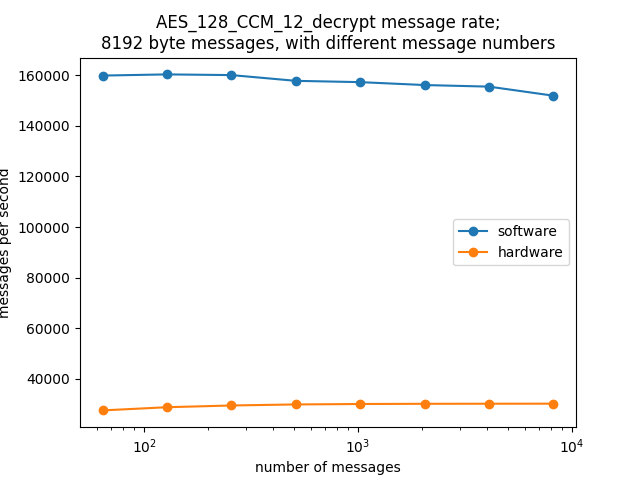 AES_128_CCM_12_decrypt message rate;
8192 byte messages, with different message numbers
160000
140000
120000
100000
80000
60000
40000
messages per second
software
hardware
10²
10³
10⁴
number of messages